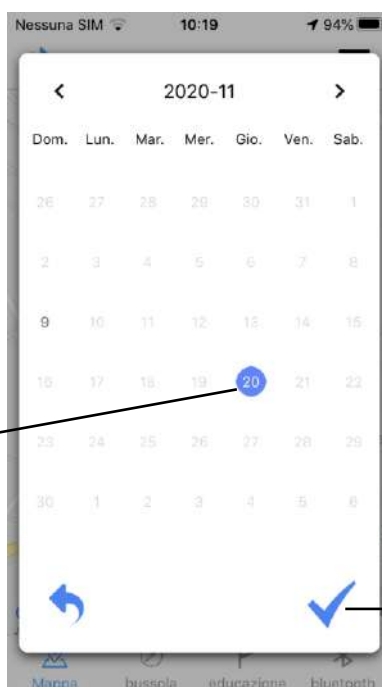 Nessuna SIM 10:19 94%
2020-11
Dom. Lun. Mar. Mer. Gio. Ven. Sab.
26 27 28 29 30 31 1
2 3 4 5 6 7 8
9 10 11 12 13 14 15
16 17 18 19 20 21 22
23 24 25 26 27 28 29
30 1 2 3 4 5 6
Mappa bussola educazione bluetooth